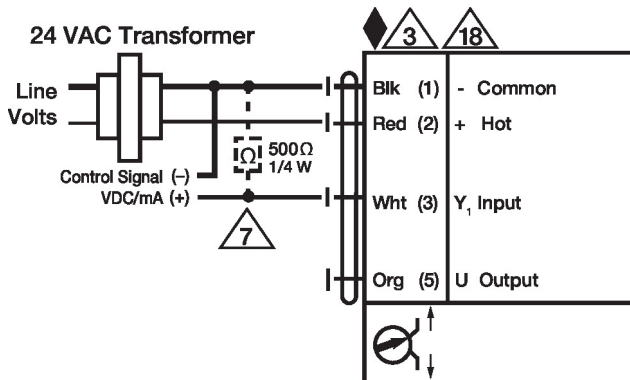 24 VAC Transformer
3 18
Line
Volts
Blk (1) - Common
Red (2) + Hot
Ω 500Ω
1/4 W
Control Signal (–)
VDC/mA (+)
Wht (3) Y1 Input
7
Org (5) U Output